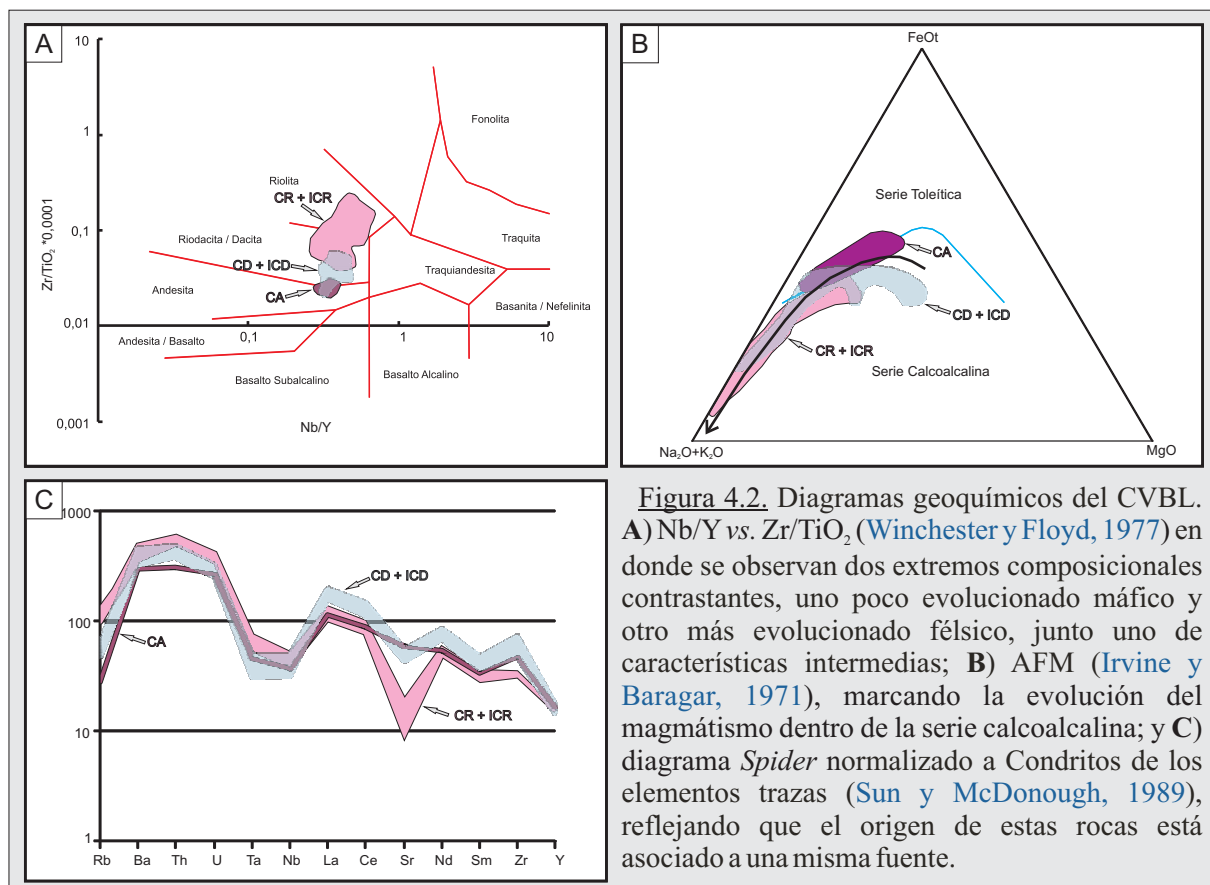 A
10
1
0,1
0,01
0,001
Zr/TiO₂ *0,0001
0,1
1
10
Nb/Y
Fonolita
Riolita
CR + ICR
Riodacita / Dacita
Traquita
CD + ICD
Traquiandesita
Andesita
CA
Basanita / Nefelinita
Andesita / Basalto
Basalto Subalcalino
Basalto Alcalino
B
FeOt
Serie Toleítica
CA
CD + ICD
CR + ICR
Serie Calcoalcalina
Na₂O+K₂O
MgO
C
1000
100
10
1
CD + ICD
CA
CR + ICR
Rb Ba Th U Ta Nb La Ce Sr Nd Sm Zr Y
Figura 4.2. Diagramas geoquímicos del CVBL.
A) Nb/Y vs. Zr/TiO₂ (Winchester y Floyd, 1977) en
donde se observan dos extremos composicionales
contrastantes, uno poco evolucionado máfico y
otro más evolucionado félsico, junto uno de
características intermedias; B) AFM (Irvine y
Baragar, 1971), marcando la evolución del
magmátismo dentro de la serie calcoalcalina; y C)
diagrama Spider normalizado a Condritos de los
elementos trazas (Sun y McDonough, 1989),
reflejando que el origen de estas rocas está
asociado a una misma fuente.